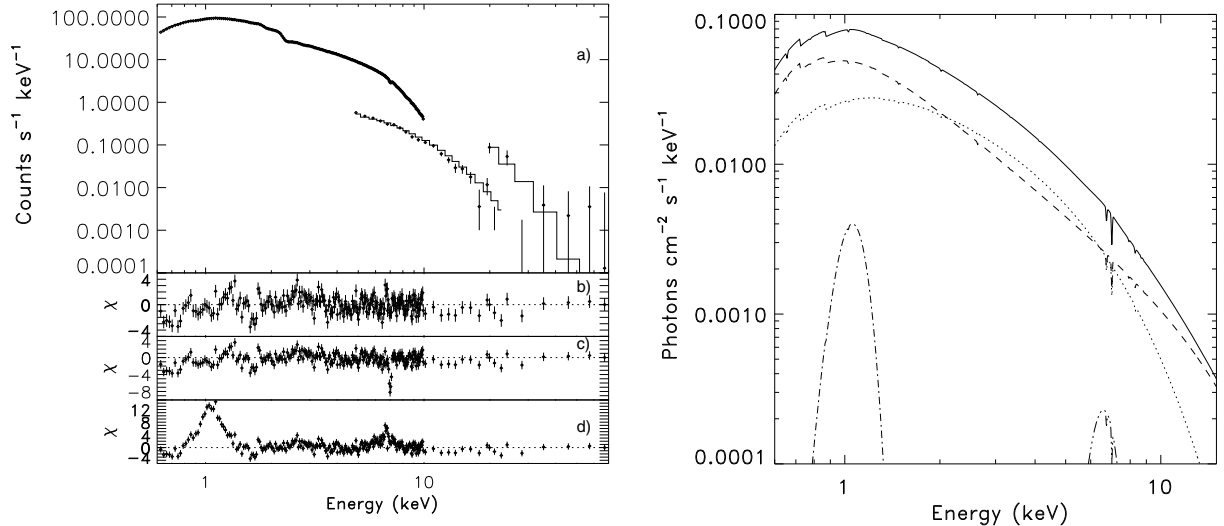 100.0000
10.0000
1.0000
0.1000
0.0100
0.0010
0.0001
Counts s⁻¹ keV⁻¹
a)
4
0
−4
χ
b)
4
0
−4
−8
χ
c)
12
8
4
0
−4
χ
d)
1
10
Energy (keV)
0.1000
0.0100
0.0010
0.0001
Photons cm⁻² s⁻¹ keV⁻¹
1
10
Energy (keV)